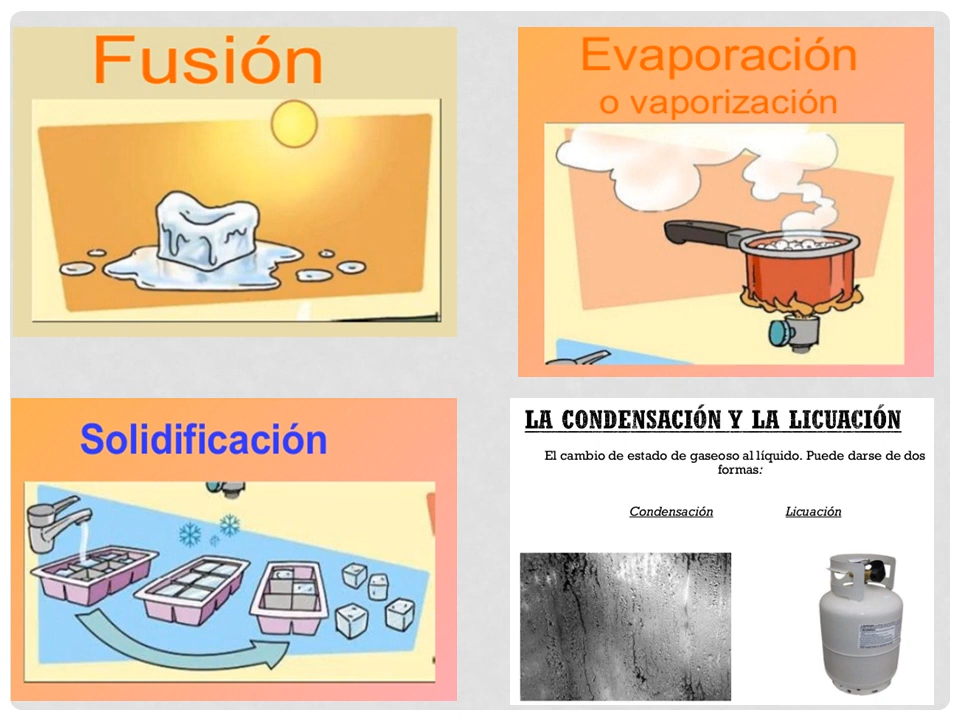 Fusión
Evaporación
o vaporización
Solidificación
LA CONDENSACIÓN Y LA LICUACIÓN
El cambio de estado de gaseoso al líquido. Puede darse de dos
formas:
Condensación Licuación